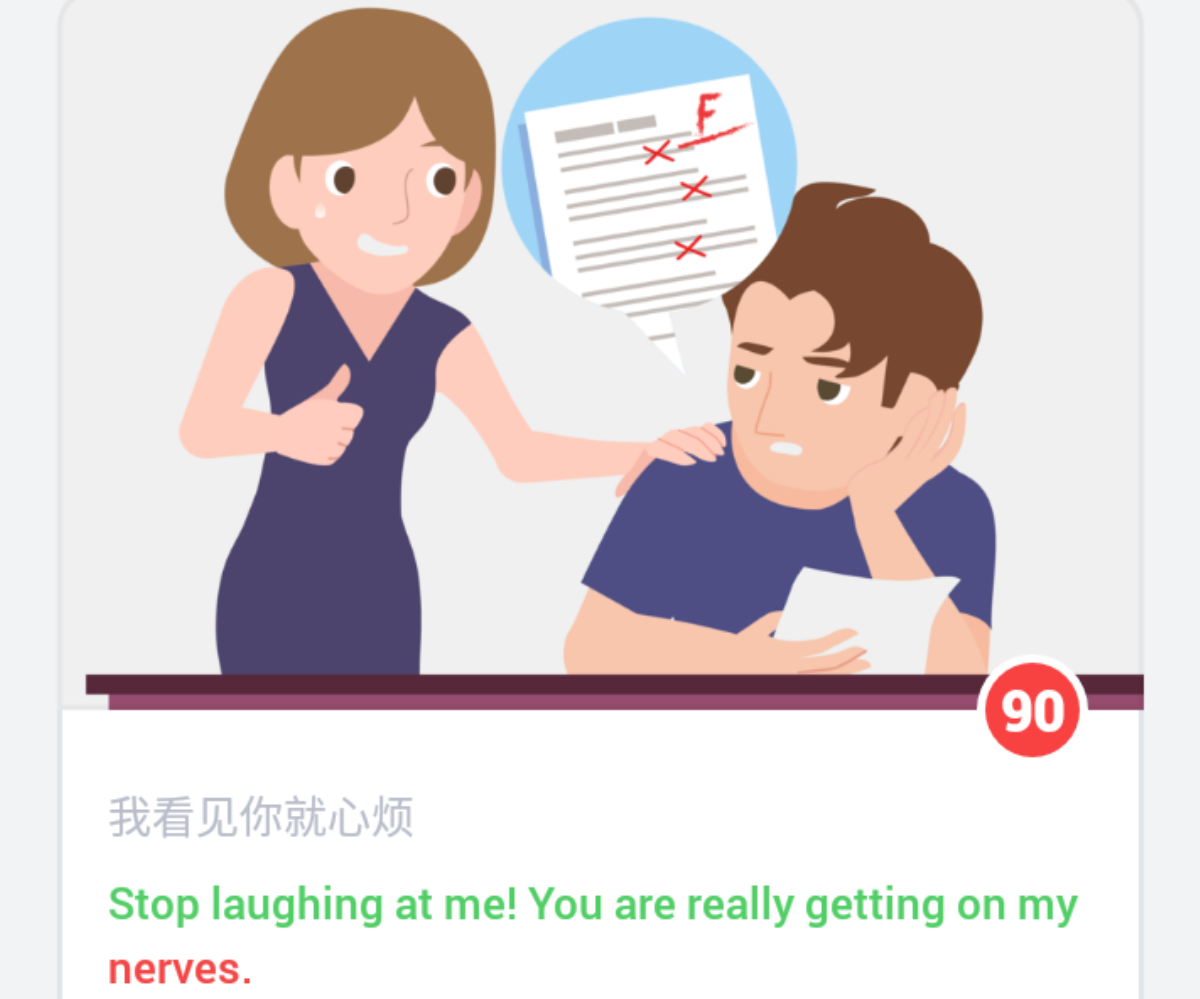 F
90
我看见你就心烦
Stop laughing at me! You are really getting on my
nerves.